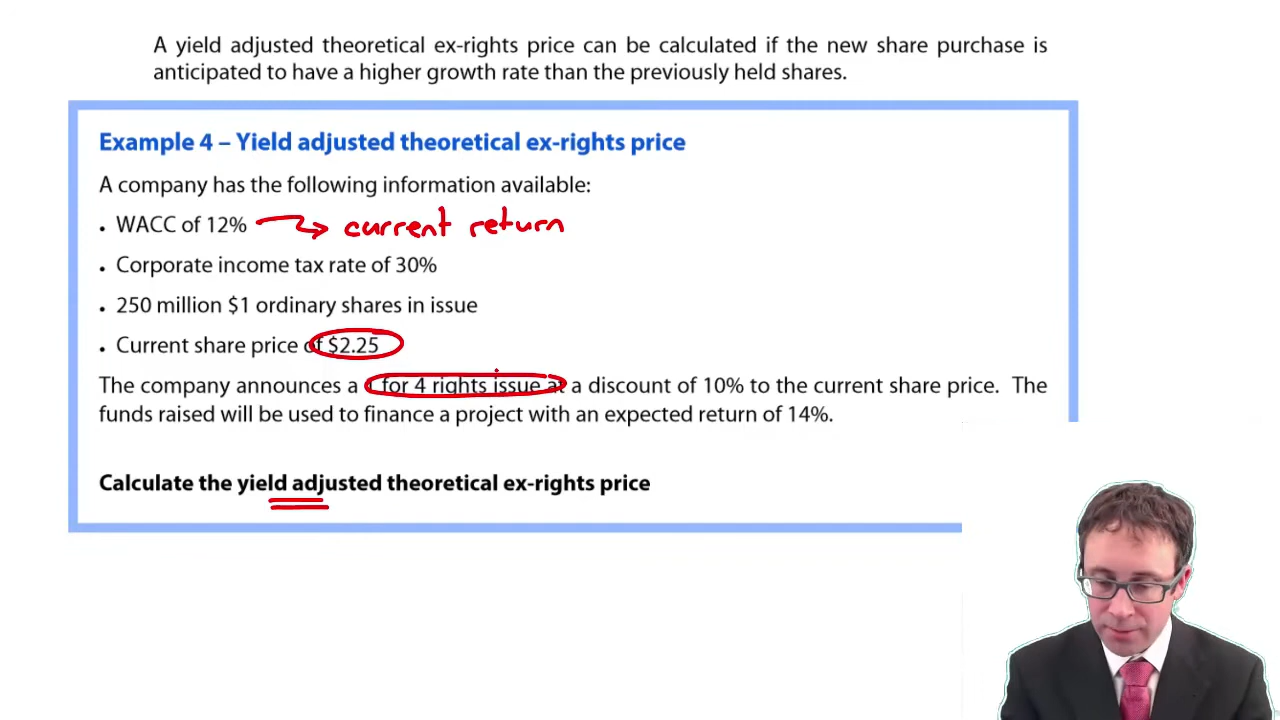 A yield adjusted theoretical ex-rights price can be calculated if the new share purchase is
anticipated to have a higher growth rate than the previously held shares.
Example 4 – Yield adjusted theoretical ex-rights price
A company has the following information available:
• WACC of 12% current return
• Corporate income tax rate of 30%
• 250 million $1 ordinary shares in issue
• Current share price of $2.25
The company announces a 1 for 4 rights issue at a discount of 10% to the current share price. The
funds raised will be used to finance a project with an expected return of 14%.
Calculate the yield adjusted theoretical ex-rights price